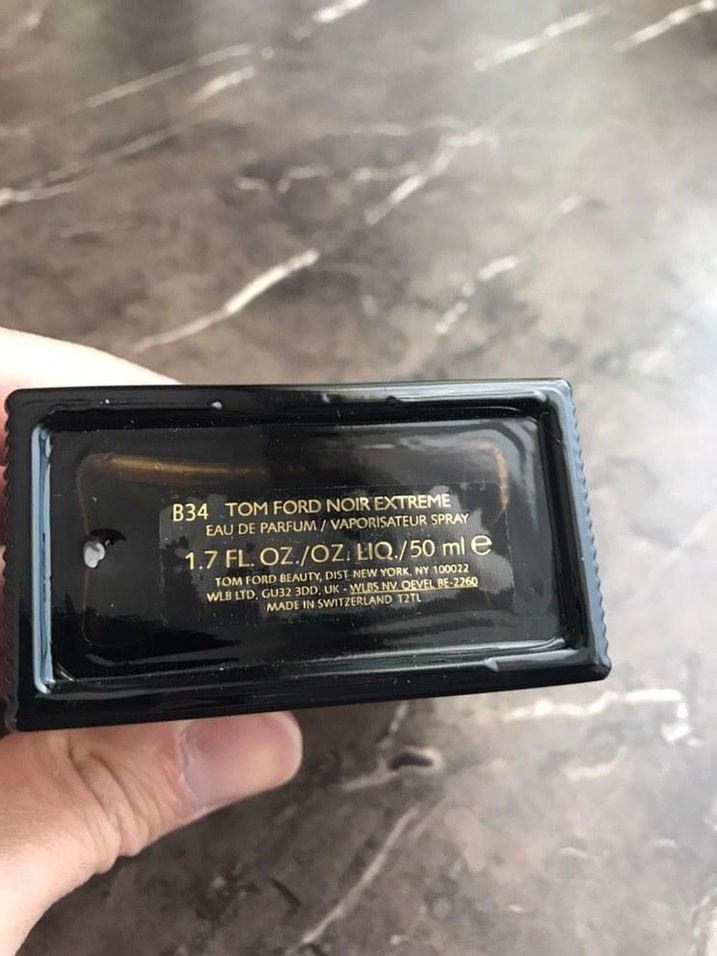 B34 TOM FORD NOIR EXTREME
EAU DE PARFUM / VAPORISATEUR SPRAY
1.7 FL. OZ./OZ. LIQ./50 ml e
TOM FORD BEAUTY, DIST. NEW YORK, NY 100022
WLB LTD, GU32 3DD, UK - WLBS NV. OEVEL BE-2260
MADE IN SWITZERLAND T2TL